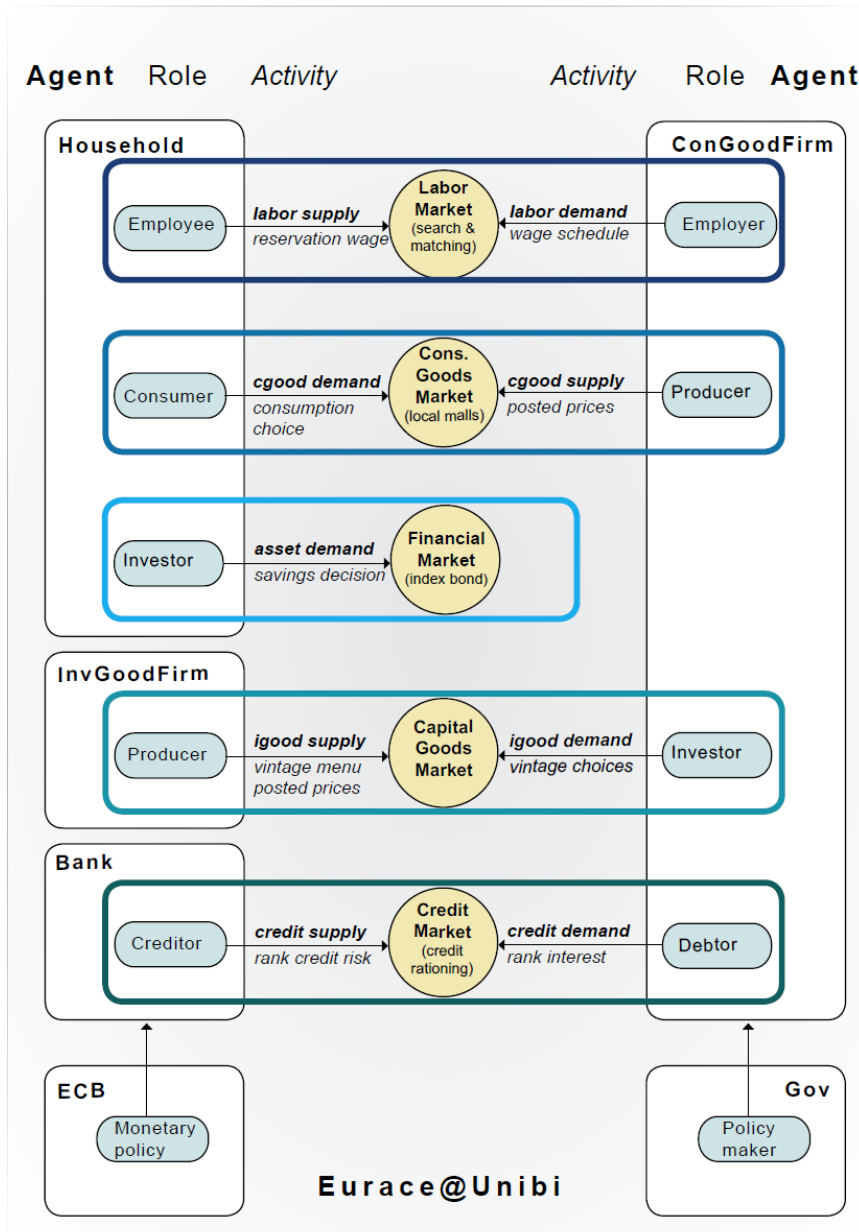 Agent Role Activity Activity Role Agent
Household
ConGoodFirm
Employee
labor supply
reservation wage
Labor
Market
(search &
matching)
labor demand
wage schedule
Employer
Consumer
cgood demand
consumption
choice
Cons.
Goods
Market
(local malls)
cgood supply
posted prices
Producer
Investor
asset demand
savings decision
Financial
Market
(index bond)
InvGoodFirm
Producer
igood supply
vintage menu
posted prices
Capital
Goods
Market
igood demand
vintage choices
Investor
Bank
Creditor
credit supply
rank credit risk
Credit
Market
(credit
rationing)
credit demand
rank interest
Debtor
ECB
Monetary
policy
Gov
Policy
maker
Eurace@Unibi